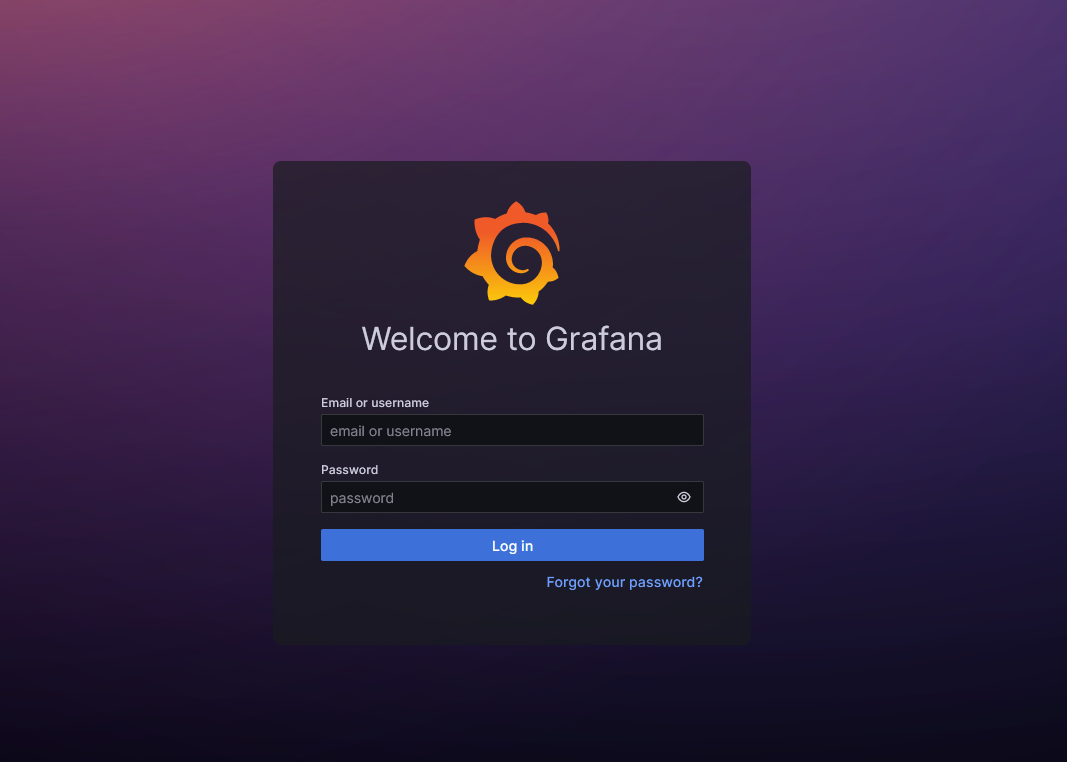 Welcome to Grafana
Email or username
email or username
Password
password
Log in
Forgot your password?